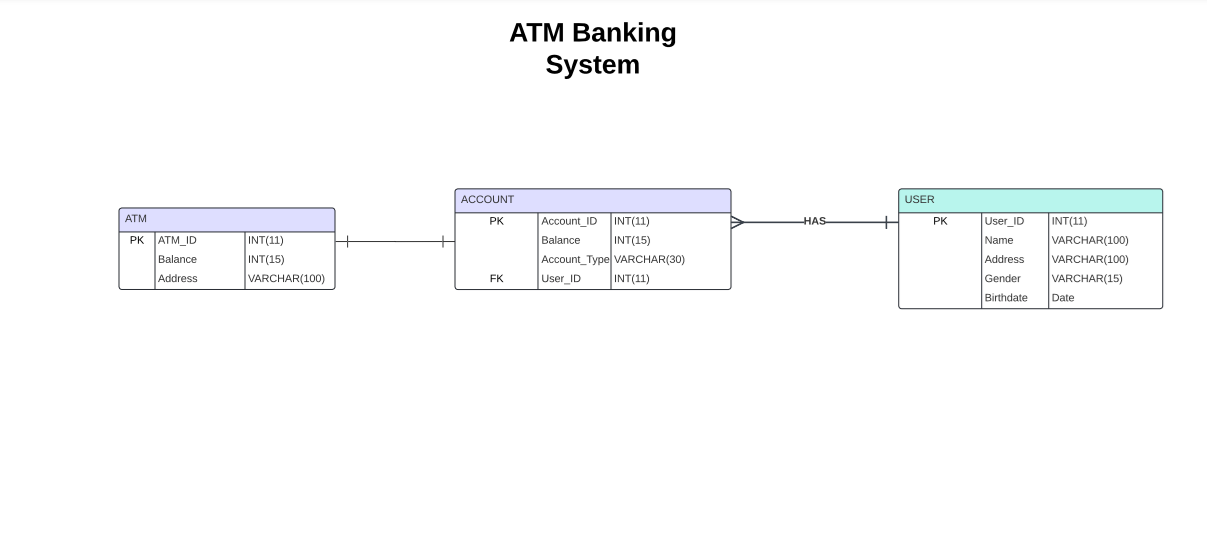 ATM Banking
System
ATM
PK ATM_ID INT(11)
Balance INT(15)
Address VARCHAR(100)
ACCOUNT
PK Account_ID INT(11)
Balance INT(15)
Account_Type VARCHAR(30)
FK User_ID INT(11)
HAS
USER
PK User_ID INT(11)
Name VARCHAR(100)
Address VARCHAR(100)
Gender VARCHAR(15)
Birthdate Date